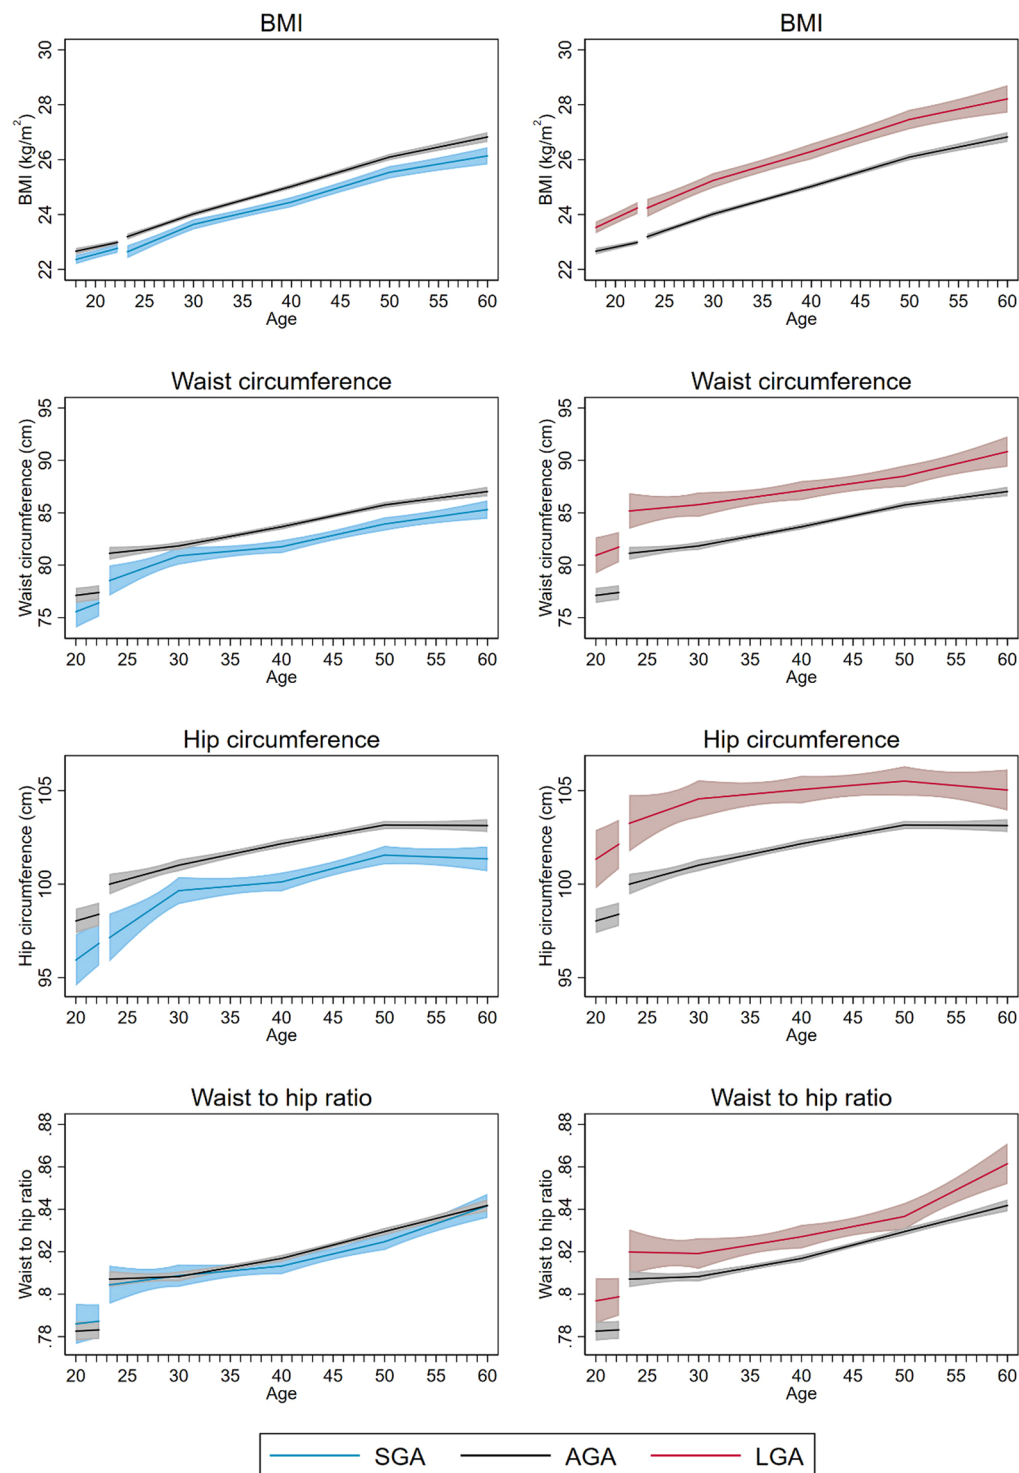 BMI
BMI
30
28
26
24
22
BMI (kg/m²)
20 25 30 35 40 45 50 55 60
Age
30
28
26
24
22
BMI (kg/m²)
20 25 30 35 40 45 50 55 60
Age
Waist circumference
Waist circumference
95
90
85
80
75
Waist circumference (cm)
20 25 30 35 40 45 50 55 60
Age
95
90
85
80
75
Waist circumference (cm)
20 25 30 35 40 45 50 55 60
Age
Hip circumference
Hip circumference
105
100
95
Hip circumference (cm)
20 25 30 35 40 45 50 55 60
Age
105
100
95
Hip circumference (cm)
20 25 30 35 40 45 50 55 60
Age
Waist to hip ratio
Waist to hip ratio
.88
.86
.84
.82
.8
.78
Waist to hip ratio
20 25 30 35 40 45 50 55 60
Age
.88
.86
.84
.82
.8
.78
Waist to hip ratio
20 25 30 35 40 45 50 55 60
Age
SGA AGA LGA